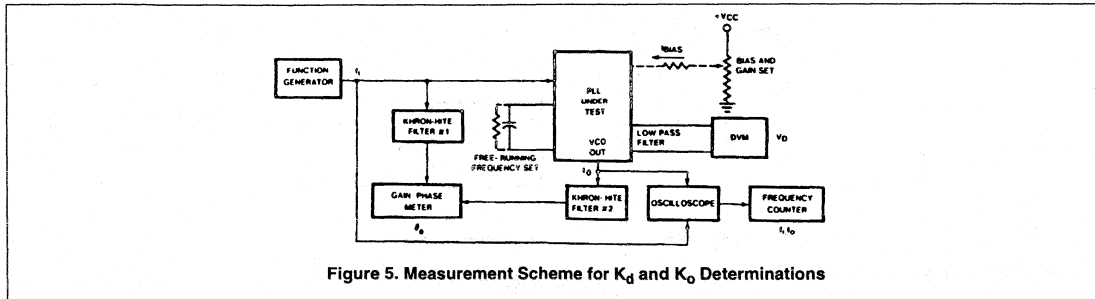 +VCC
IBIAS
FUNCTION
GENERATOR
fi
BIAS AND
GAIN SET
PLL
UNDER
TEST
KHRON-HITE
FILTER #1
LOW PASS
FILTER
DVM
VD
VCO
OUT
FREE-RUNNING
FREQUENCY SET
fo
GAIN PHASE
METER
KHRON-HITE
FILTER #2
OSCILLOSCOPE
FREQUENCY
COUNTER
θe
fi, fo
Figure 5. Measurement Scheme for Kd and Ko Determinations